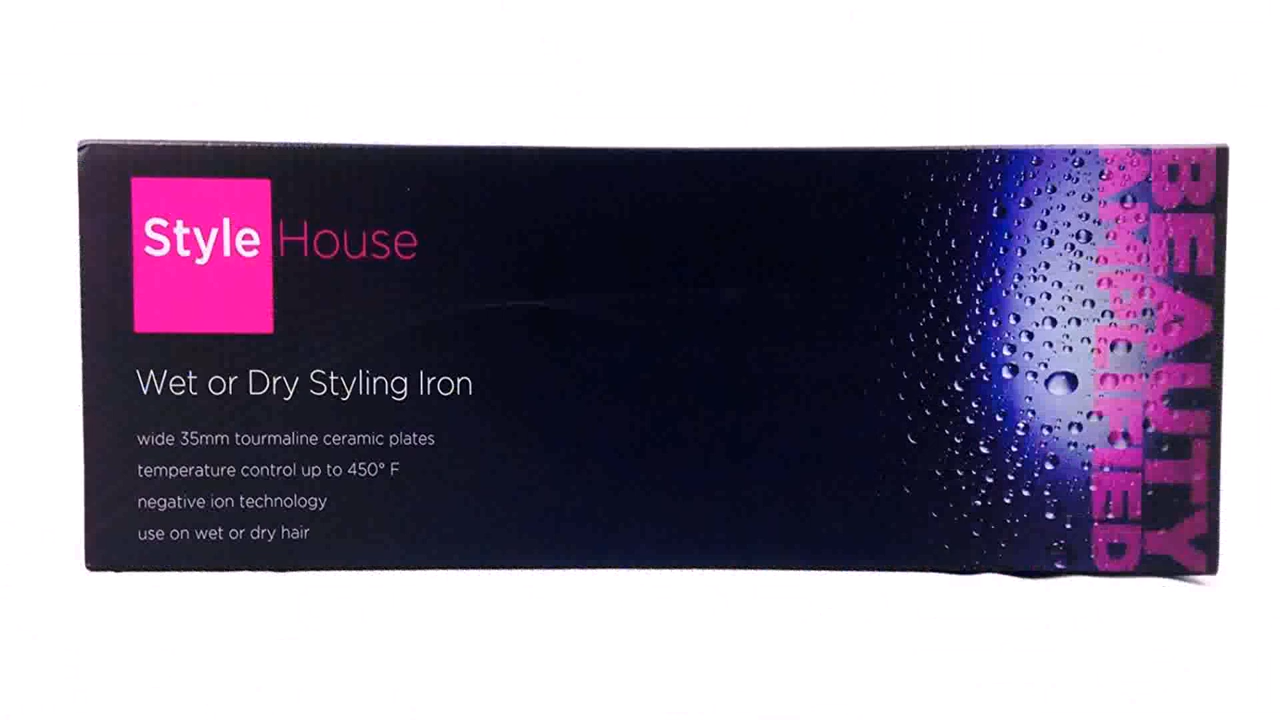 Style House
Wet or Dry Styling Iron
wide 35mm tourmaline ceramic plates
temperature control up to 450° F
negative ion technology
use on wet or dry hair
BEAUTY
AMPLIFIED